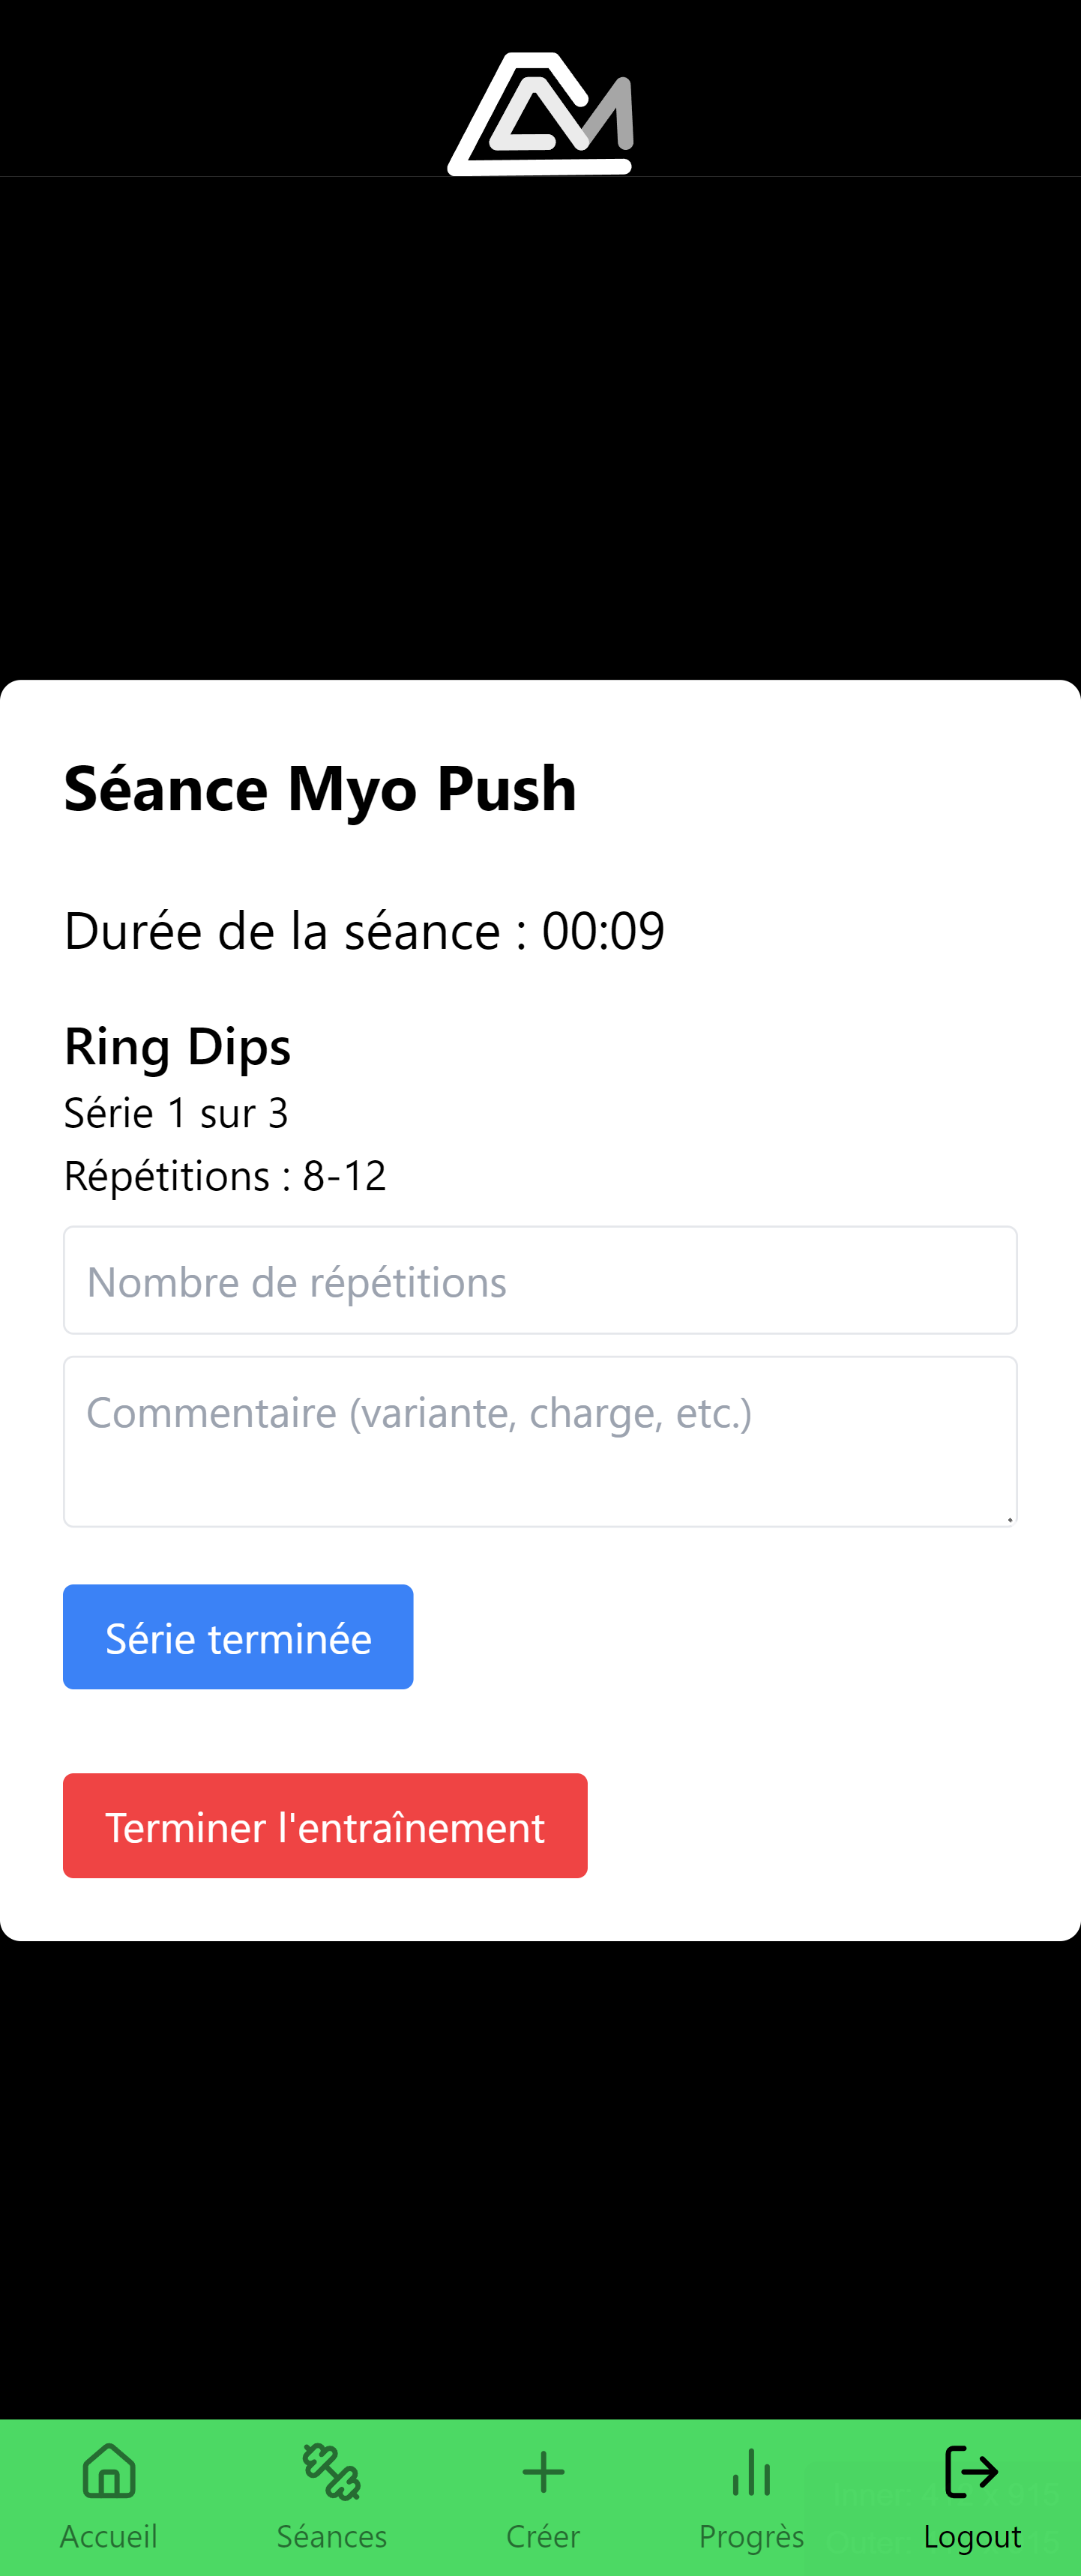 Séance Myo Push
Durée de la séance : 00:09
Ring Dips
Série 1 sur 3
Répétitions : 8-12
Nombre de répétitions
Commentaire (variante, charge, etc.)
Série terminée
Terminer l'entraînement
Accueil
Séances
Créer
Progrès
Logout